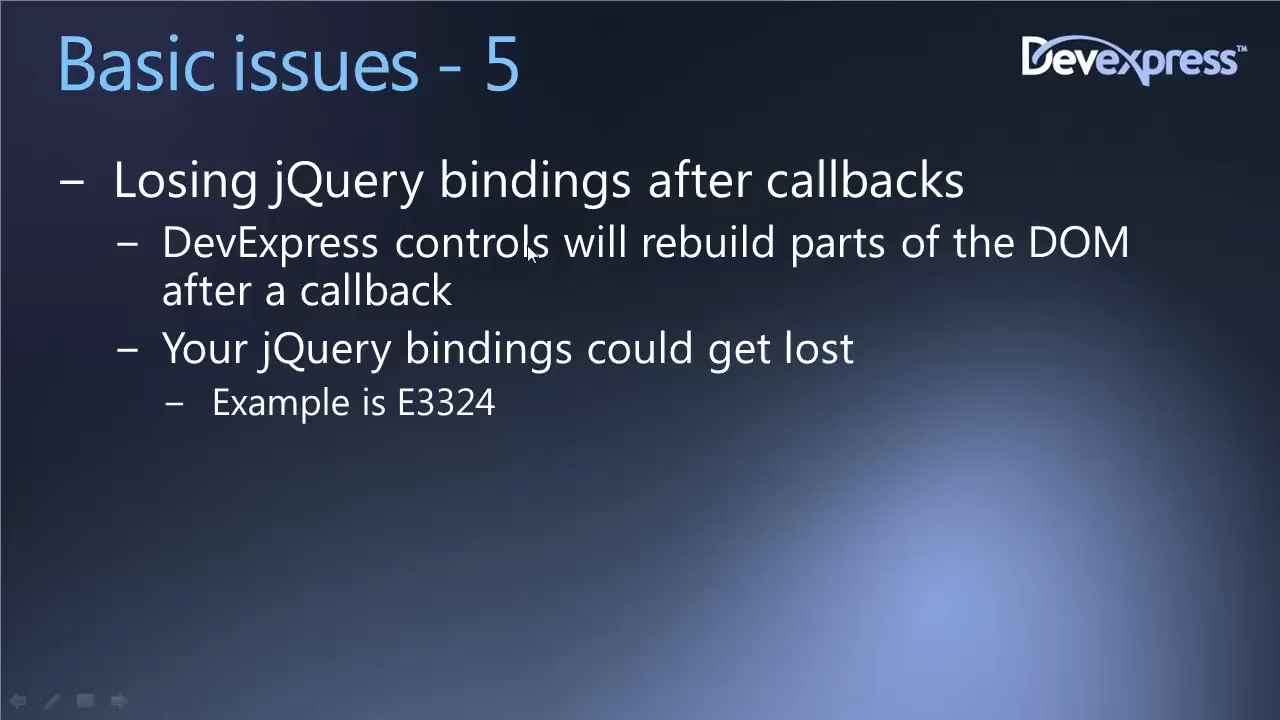 Basic issues - 5
DevExpress™
– Losing jQuery bindings after callbacks
– DevExpress controls will rebuild parts of the DOM
after a callback
– Your jQuery bindings could get lost
– Example is E3324